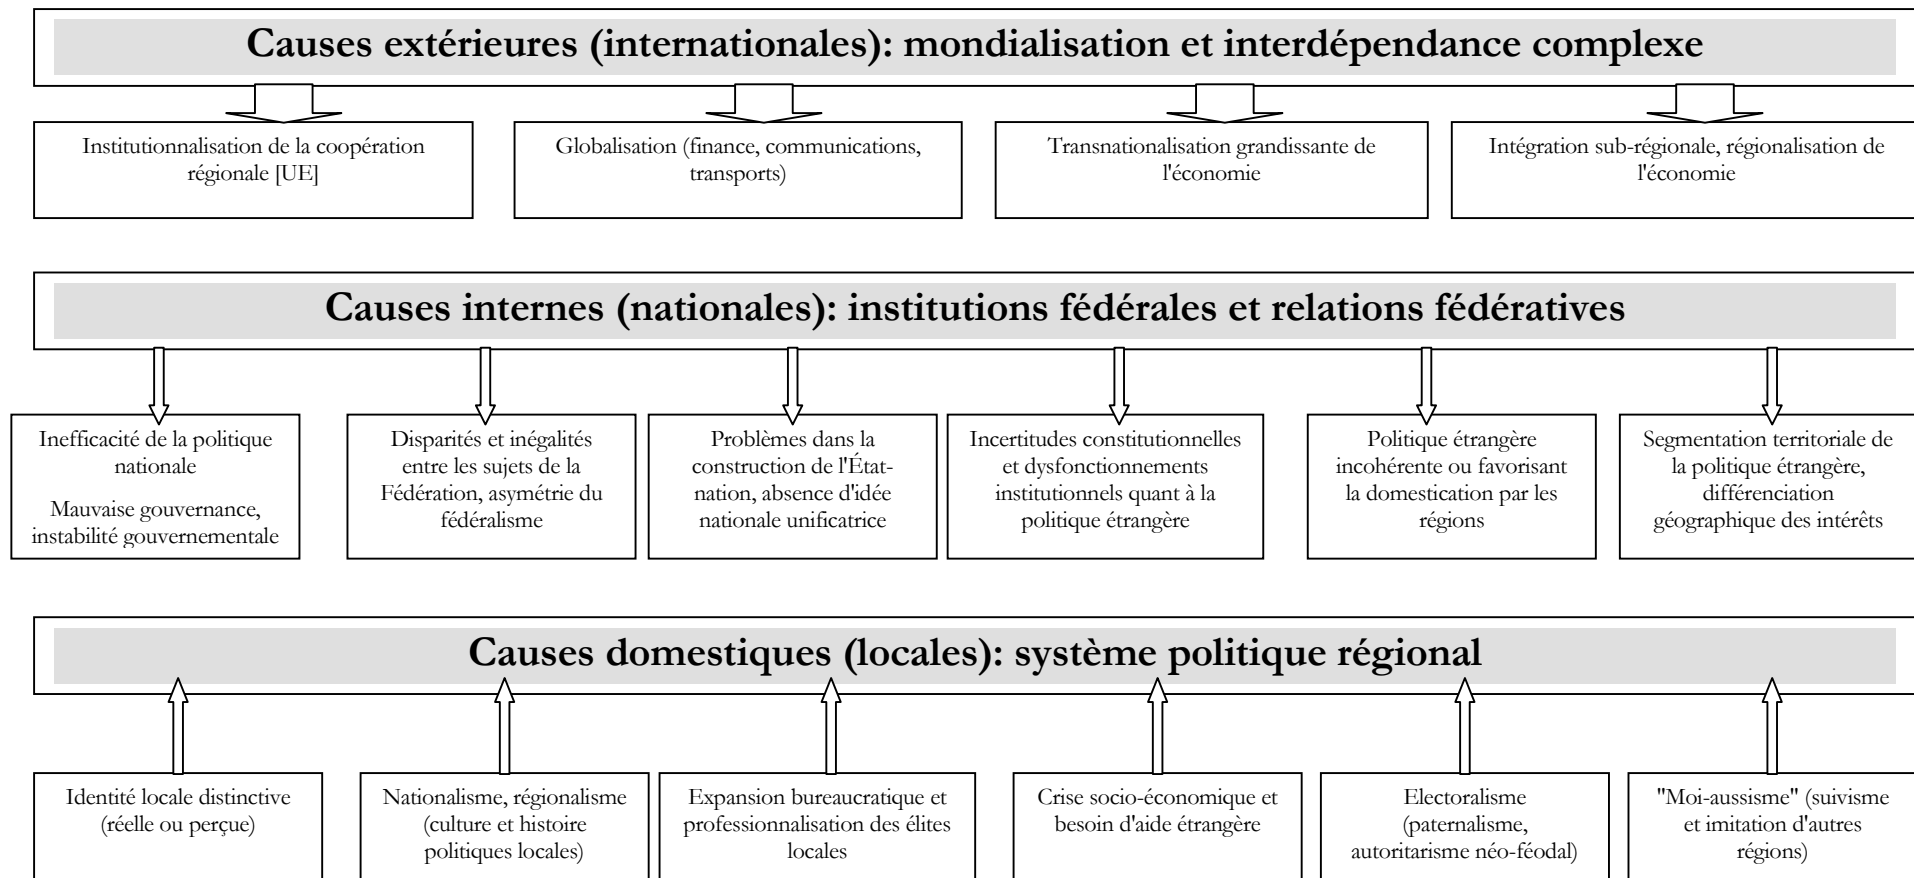 Causes extérieures (internationales): mondialisation et interdépendance complexe
Institutionnalisation de la coopération
régionale [UE]
Globalisation (finance, communications,
transports)
Transnationalisation grandissante de
l'économie
Intégration sub-régionale, régionalisation de
l'économie
Causes internes (nationales): institutions fédérales et relations fédératives
Inefficacité de la politique
nationale
Mauvaise gouvernance,
instabilité gouvernementale
Disparités et inégalités
entre les sujets de la
Fédération, asymétrie du
fédéralisme
Problèmes dans la
construction de l'État-
nation, absence d'idée
nationale unificatrice
Incertitudes constitutionnelles
et dysfonctionnements
institutionnels quant à la
politique étrangère
Politique étrangère
incohérente ou favorisant
la domestication par les
régions
Segmentation territoriale de
la politique étrangère,
différenciation
géographique des intérêts
Causes domestiques (locales): système politique régional
Identité locale distinctive
(réelle ou perçue)
Nationalisme, régionalisme
(culture et histoire
politiques locales)
Expansion bureaucratique et
professionnalisation des élites
locales
Crise socio-économique et
besoin d'aide étrangère
Electoralisme
(paternalisme,
autoritarisme néo-féodal)
"Moi-aussisme" (suivisme
et imitation d'autres
régions)